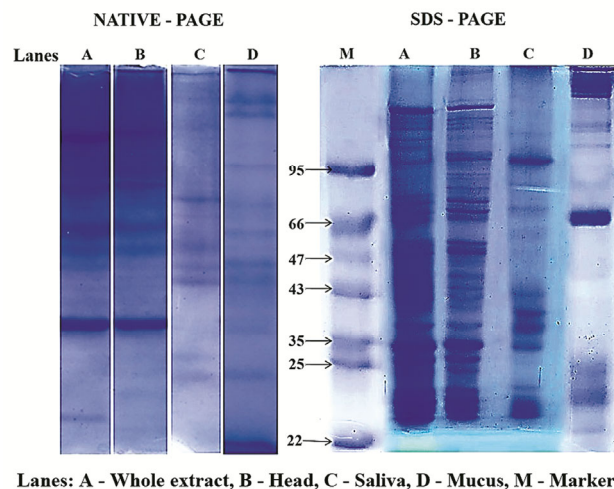 NATIVE - PAGE
SDS - PAGE
Lanes A B C D
M A B C D
95
66
47
43
35
25
22
Lanes: A - Whole extract, B - Head, C - Saliva, D - Mucus, M - Marker